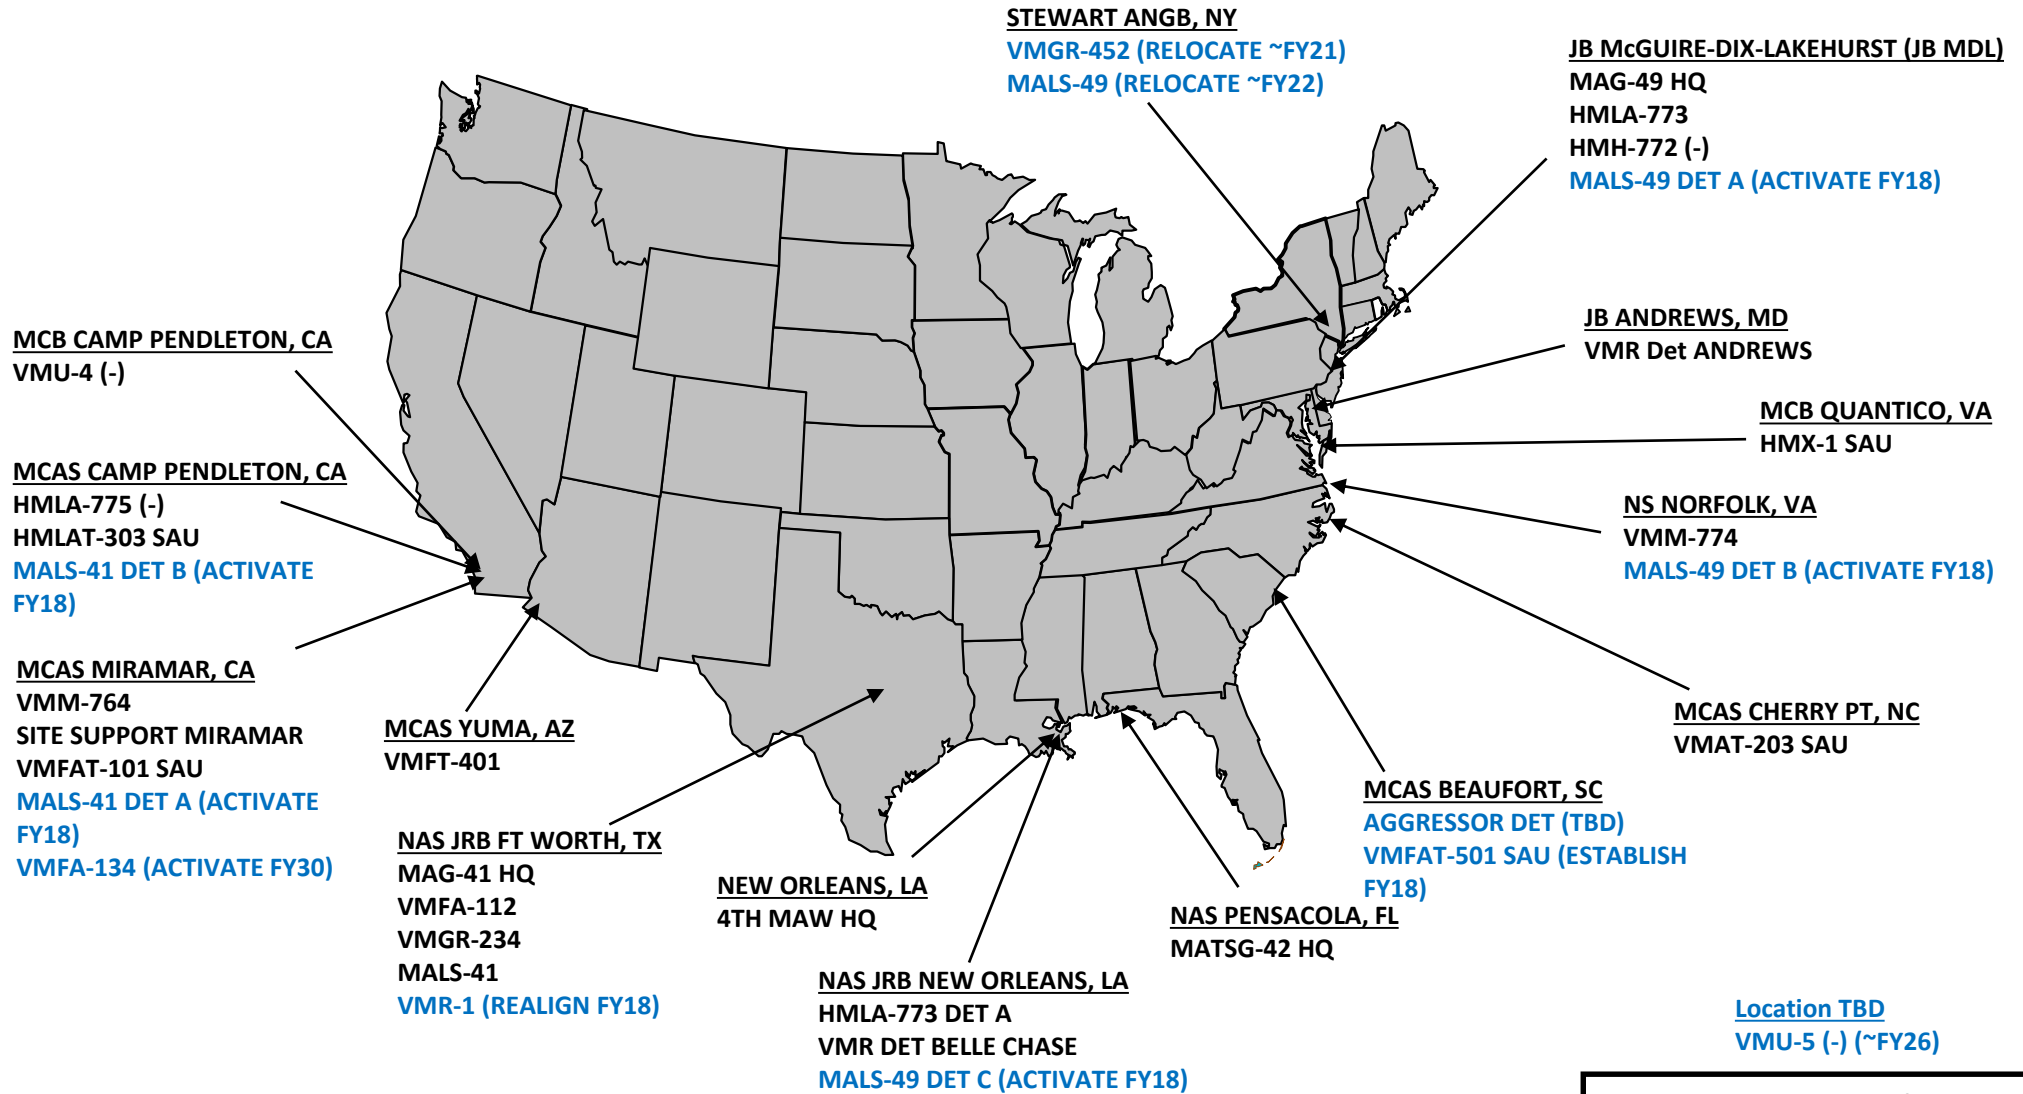 STEWART ANGB, NY
VMGR-452 (RELOCATE ~FY21)
MALS-49 (RELOCATE ~FY22)
JB McGUIRE-DIX-LAKEHURST (JB MDL)
MAG-49 HQ
HMLA-773
HMH-772 (-)
MALS-49 DET A (ACTIVATE FY18)
JB ANDREWS, MD
VMR Det ANDREWS
MCB QUANTICO, VA
HMX-1 SAU
NS NORFOLK, VA
VMM-774
MALS-49 DET B (ACTIVATE FY18)
MCAS CHERRY PT, NC
VMAT-203 SAU
MCAS BEAUFORT, SC
AGGRESSOR DET (TBD)
VMFAT-501 SAU (ESTABLISH
FY18)
MCB CAMP PENDLETON, CA
VMU-4 (-)
MCAS CAMP PENDLETON, CA
HMLA-775 (-)
HMLAT-303 SAU
MALS-41 DET B (ACTIVATE
FY18)
MCAS MIRAMAR, CA
VMM-764
SITE SUPPORT MIRAMAR
VMFAT-101 SAU
MALS-41 DET A (ACTIVATE
FY18)
VMFA-134 (ACTIVATE FY30)
MCAS YUMA, AZ
VMFT-401
NAS JRB FT WORTH, TX
MAG-41 HQ
VMFA-112
VMGR-234
MALS-41
VMR-1 (REALIGN FY18)
NEW ORLEANS, LA
4TH MAW HQ
NAS JRB NEW ORLEANS, LA
HMLA-773 DET A
VMR DET BELLE CHASE
MALS-49 DET C (ACTIVATE FY18)
NAS PENSACOLA, FL
MATSG-42 HQ
Location TBD
VMU-5 (-) (~FY26)